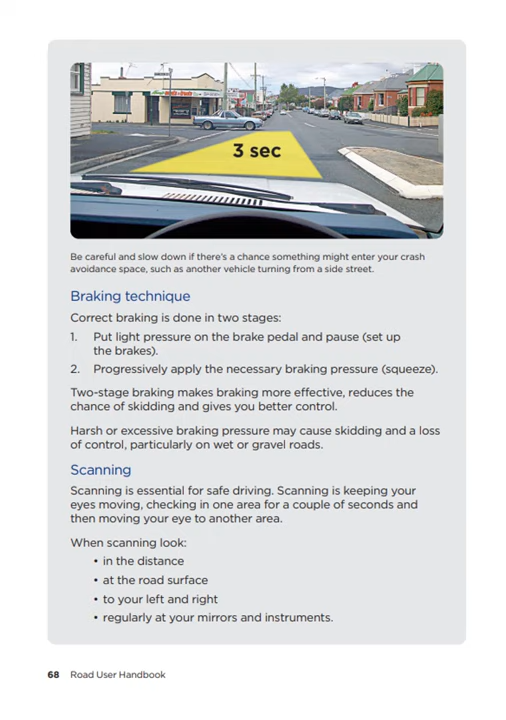 3 sec
Be careful and slow down if there's a chance something might enter your crash
avoidance space, such as another vehicle turning from a side street.
Braking technique
Correct braking is done in two stages:
1. Put light pressure on the brake pedal and pause (set up
the brakes).
2. Progressively apply the necessary braking pressure (squeeze).
Two-stage braking makes braking more effective, reduces the
chance of skidding and gives you better control.
Harsh or excessive braking pressure may cause skidding and a loss
of control, particularly on wet or gravel roads.
Scanning
Scanning is essential for safe driving. Scanning is keeping your
eyes moving, checking in one area for a couple of seconds and
then moving your eye to another area.
When scanning look:
• in the distance
• at the road surface
• to your left and right
• regularly at your mirrors and instruments.
68 Road User Handbook